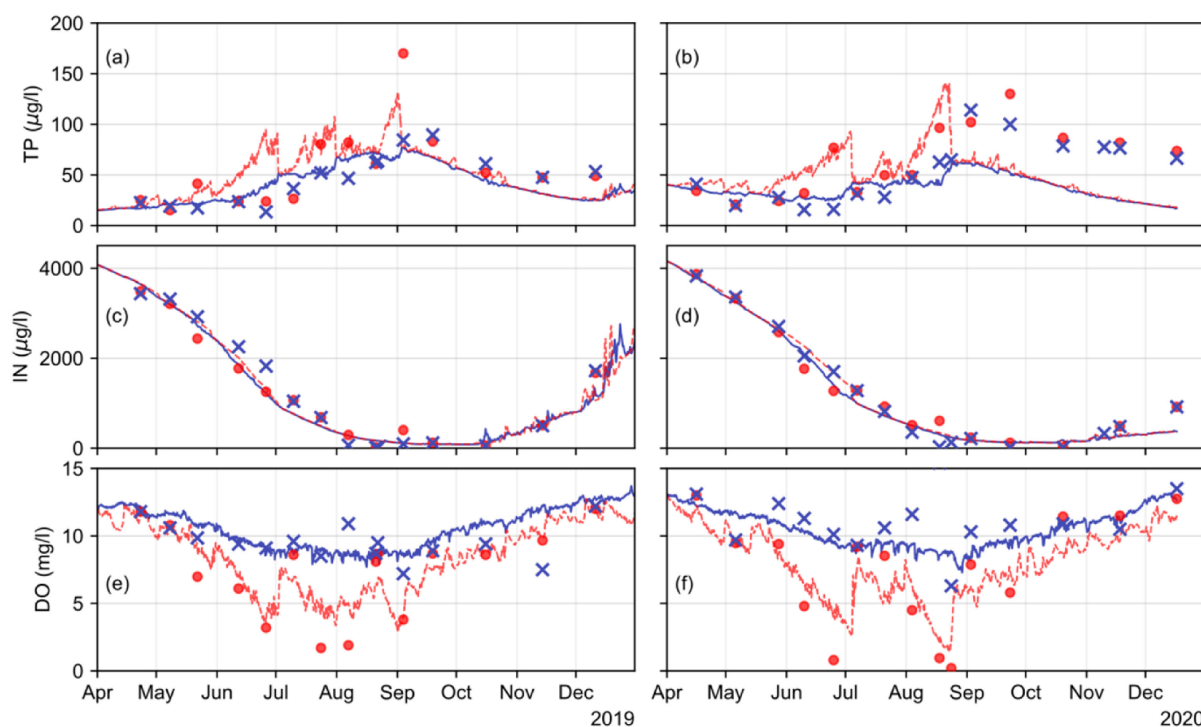 200
150
100
50
0
TP (μg/l)
(a)
(b)
4000
2000
0
IN (μg/l)
(c)
(d)
15
10
5
0
DO (mg/l)
(e)
(f)
Apr May Jun Jul Aug Sep Oct Nov Dec
2019
Apr May Jun Jul Aug Sep Oct Nov Dec
2020